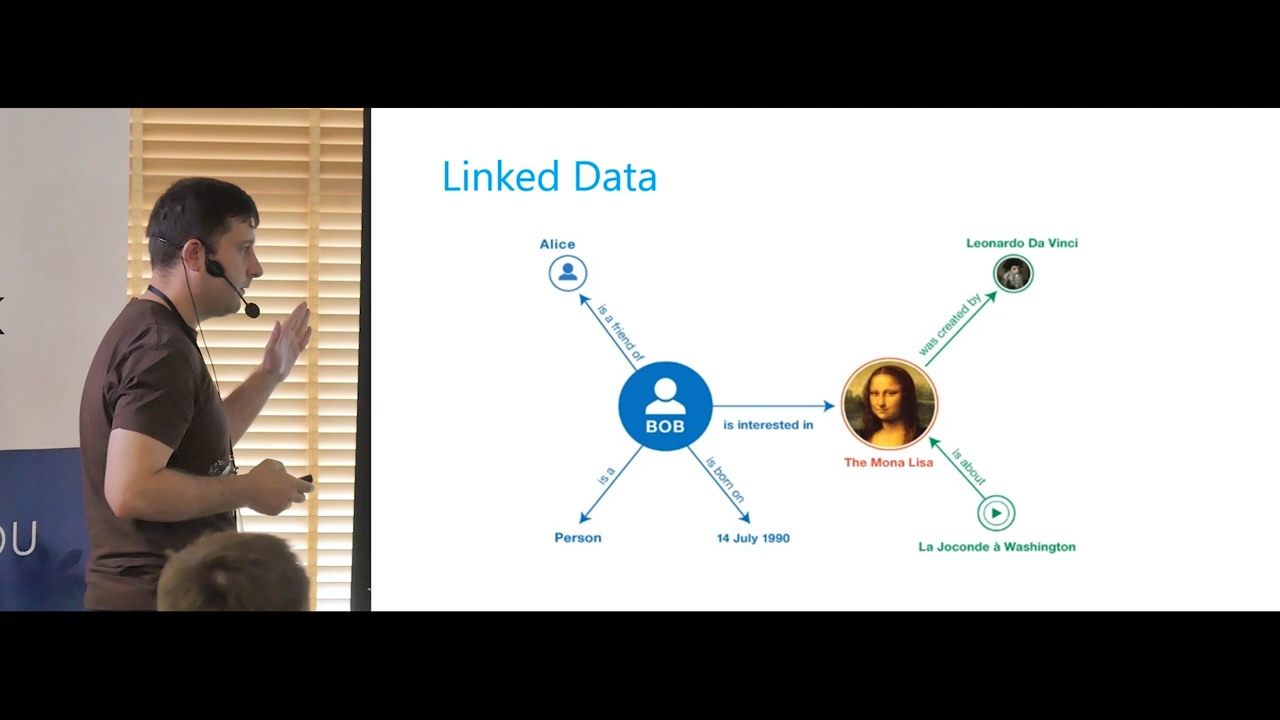 Linked Data
Alice
Leonardo Da Vinci
is a friend of
was created by
BOB
is interested in
The Mona Lisa
is a
is born on
is about
Person
14 July 1990
La Joconde à Washington
OU